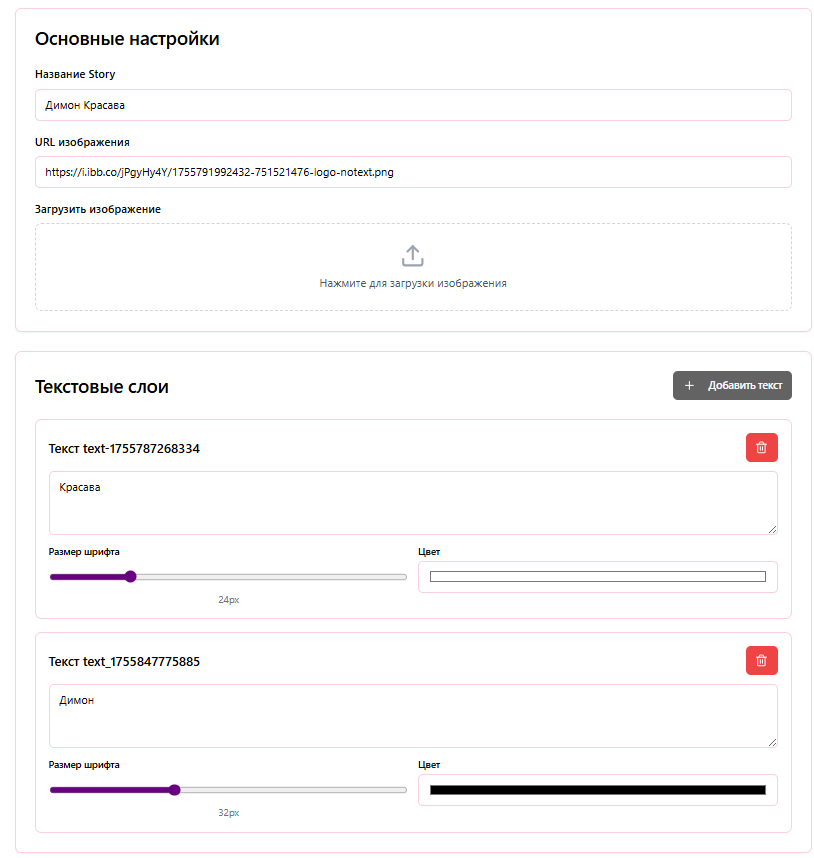 Основные настройки
Название Story
Димон Красава
URL изображения
https://i.ibb.co/jPgyHy4Y/1755791992432-751521476-logo-notext.png
Загрузить изображение
Нажмите для загрузки изображения
Текстовые слои
+ Добавить текст
Текст text-1755787268334
Красава
Размер шрифта
Цвет
24px
Текст text_1755847775885
Димон
Размер шрифта
Цвет
32px